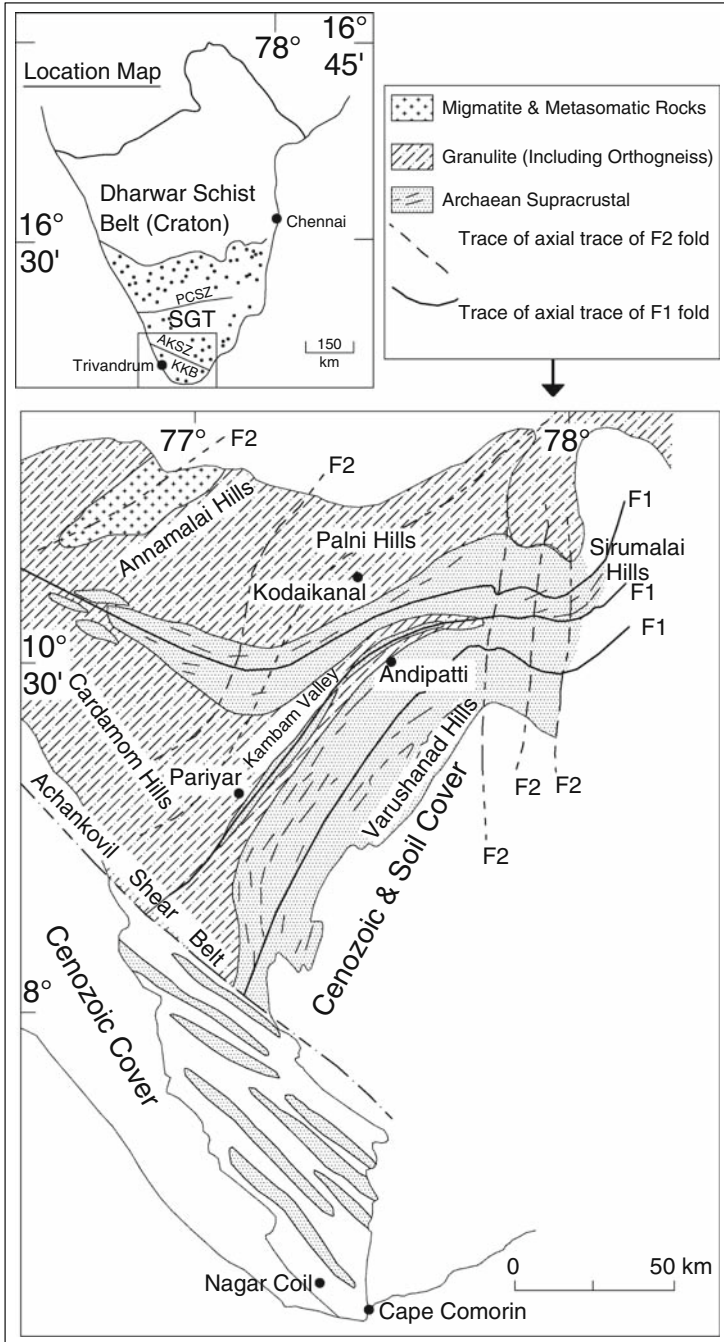 Location Map
78°
16°
45'
Dharwar Schist
Belt (Craton)
16°
30'
Chennai
PCSZ
SGT
AKSZ
KKB
Trivandrum
150
km
Migmatite & Metasomatic Rocks
Granulite (Including Orthogneiss)
Archaean Supracrustal
Trace of axial trace of F2 fold
Trace of axial trace of F1 fold
77°
78°
F2
F2
F1
Annamalai Hills
Palni Hills
Kodaikanal
Sirumalai
Hills
F1
F1
10°
30'
Andipatti
Cardamom Hills
Kambam Valley
Pariyar
Varushanad Hills
F2
F2
F2
Achankovil Shear Belt
Cenozoic & Soil Cover
8°
Cenozoic Cover
0 50 km
Nagar Coil
Cape Comorin